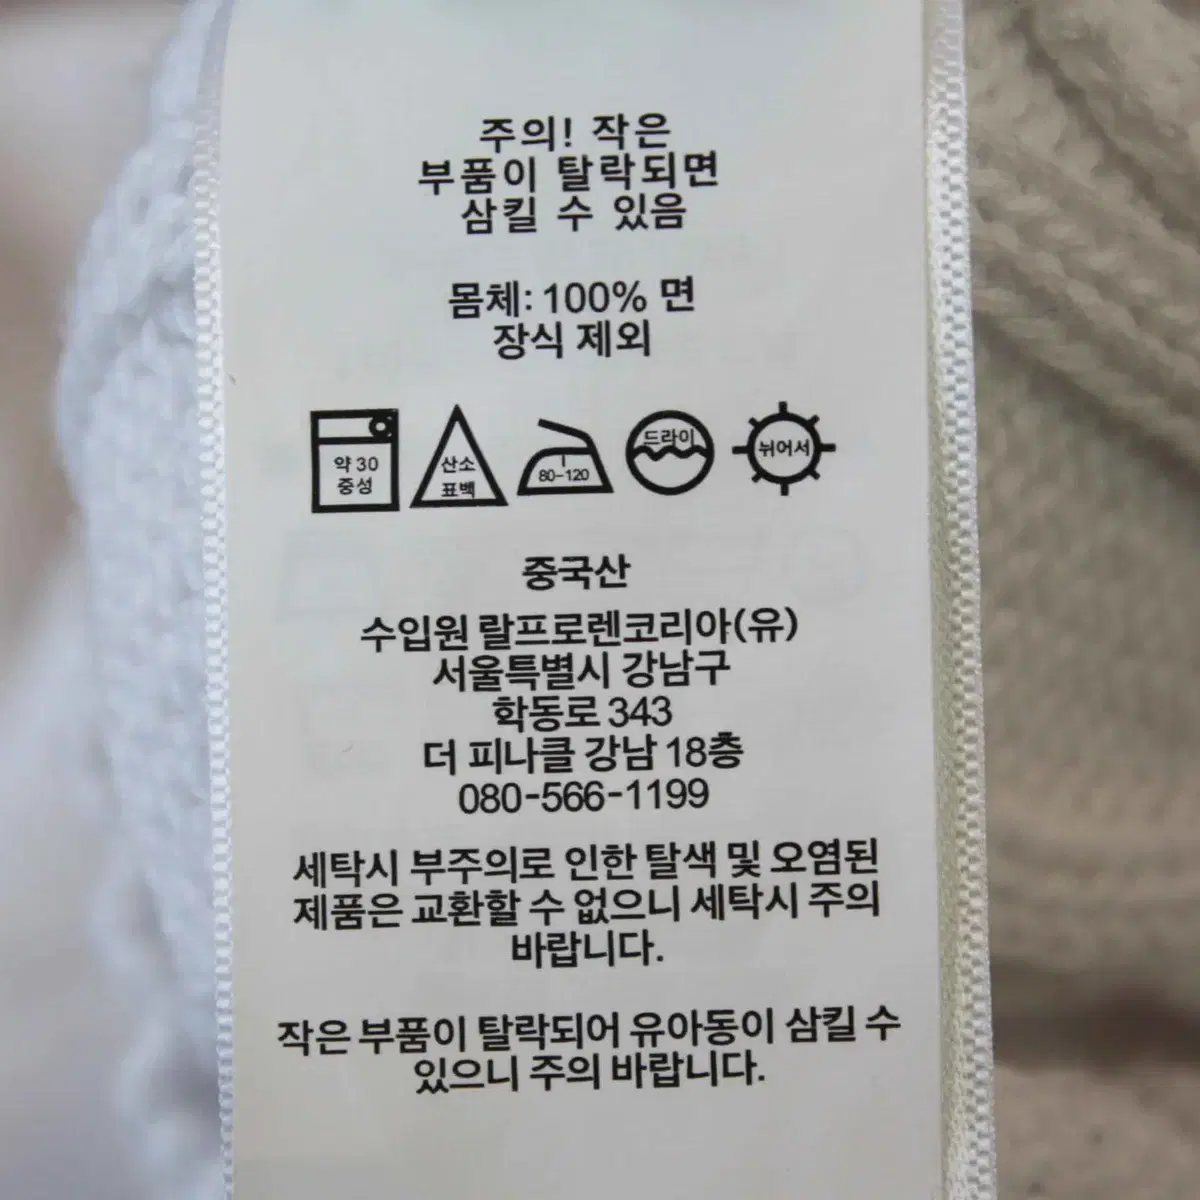 주의! 작은
부품이 탈락되면
삼킬 수 있음
몸체: 100% 면
장식 제외
약 30
중성
산소
표백
80-120
드라이
뉘어서
중국산
수입원 랄프로렌코리아(유)
서울특별시 강남구
학동로 343
더 피나클 강남 18층
080-566-1199
세탁시 부주의로 인한 탈색 및 오염된
제품은 교환할 수 없으니 세탁시 주의
바랍니다.
작은 부품이 탈락되어 유아동이 삼킬 수
있으니 주의 바랍니다.